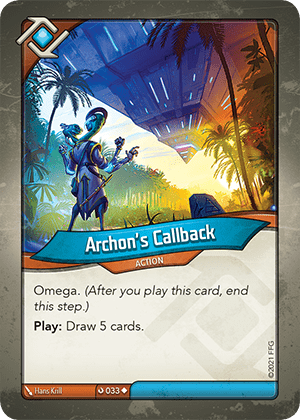 Archon's Callback
ACTION
Omega. (After you play this card, end
this step.)
Play: Draw 5 cards.
©2021 FFG
Hans Krill
033